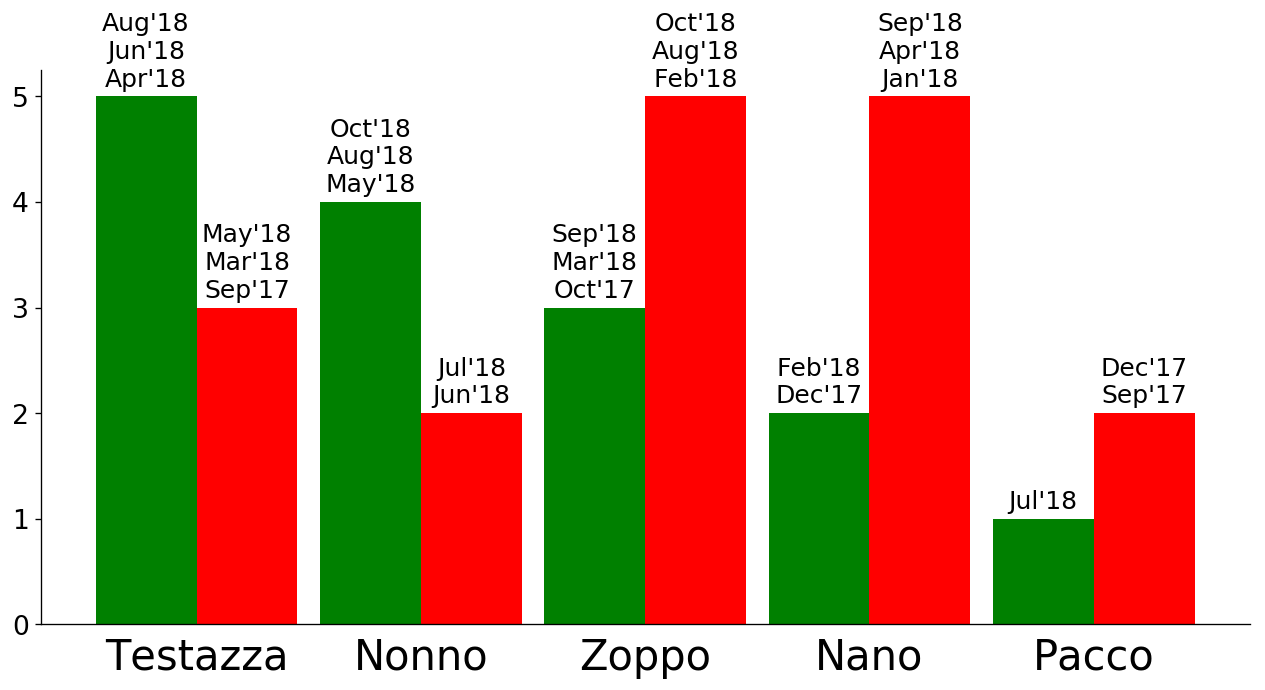 Aug'18
Jun'18
Apr'18
May'18
Mar'18
Sep'17
Oct'18
Aug'18
May'18
Jul'18
Jun'18
Sep'18
Mar'18
Oct'17
Oct'18
Aug'18
Feb'18
Feb'18
Dec'17
Sep'18
Apr'18
Jan'18
Jul'18
Dec'17
Sep'17
5
4
3
2
1
0
Testazza
Nonno
Zoppo
Nano
Pacco